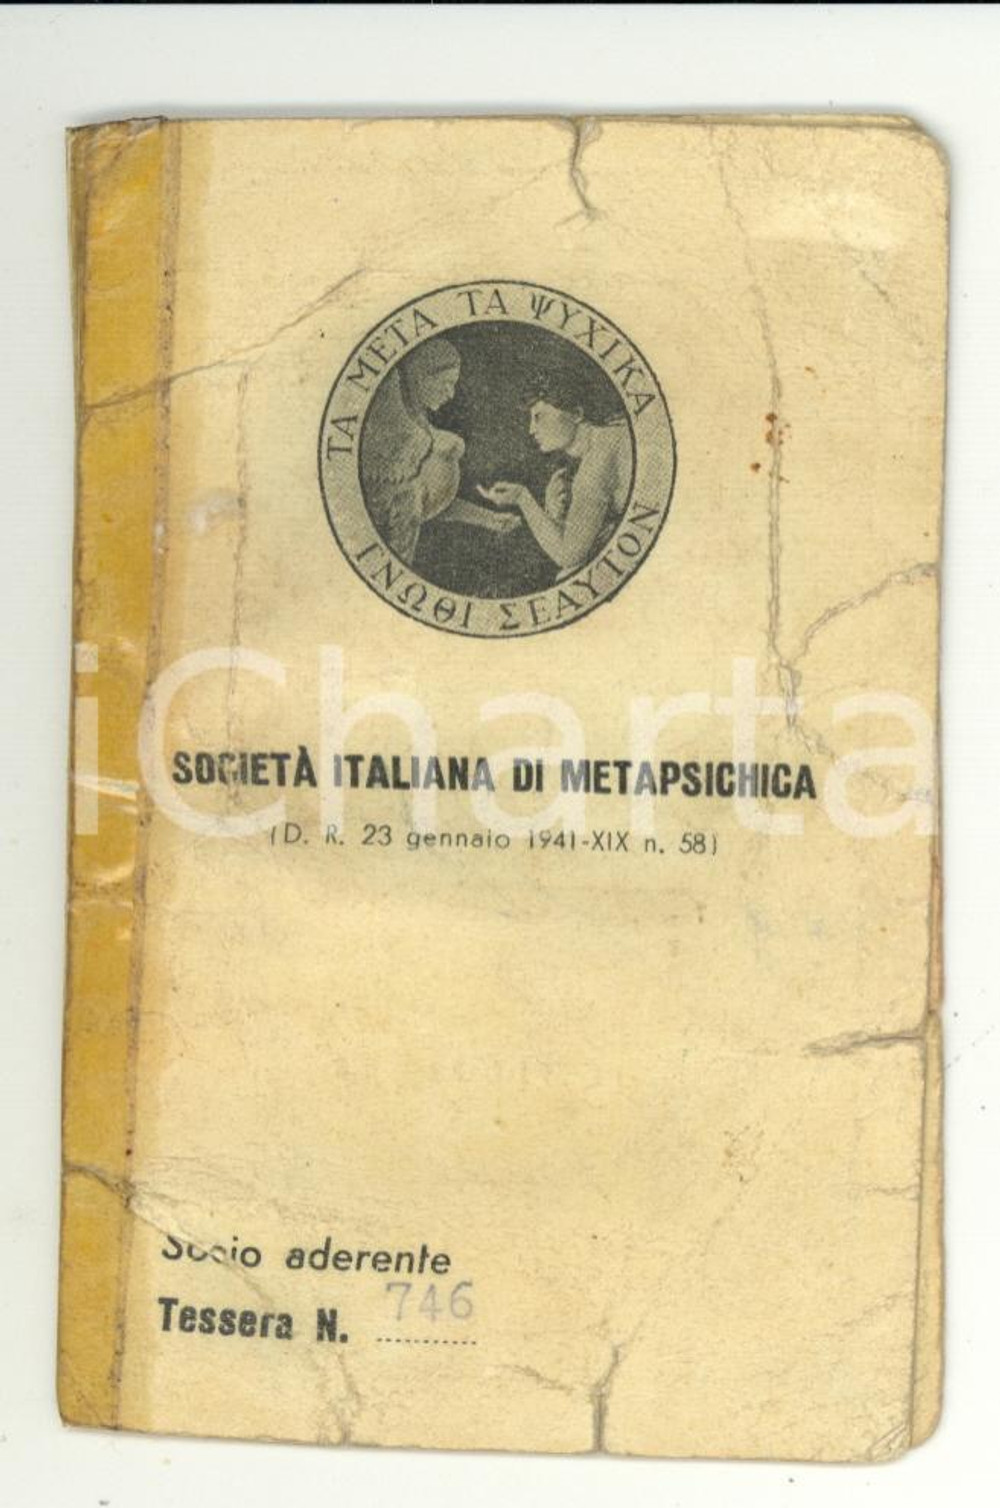 ΤΑ ΜΕΤΑ ΤΑ ΨΥΧΙΚΑ
ΓΝΩΘΙ ΣΕΑΥΤΟΝ
iCharta
SOCIETÀ ITALIANA DI METAPSICHICA
(D. R. 23 gennaio 1941-XIX n. 58)
Socio aderente
Tessera N. 746